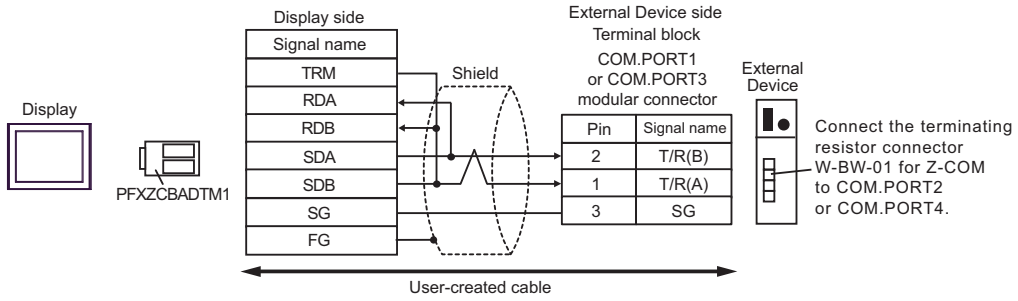 Display side
Signal name
TRM
RDA
RDB
SDA
SDB
SG
FG
Shield
External Device side
Terminal block
COM.PORT1
or COM.PORT3
modular connector
Pin Signal name
2 T/R(B)
1 T/R(A)
3 SG
External
Device
Display
PFXZCBADTM1
Connect the terminating
resistor connector
W-BW-01 for Z-COM
to COM.PORT2
or COM.PORT4.
User-created cable